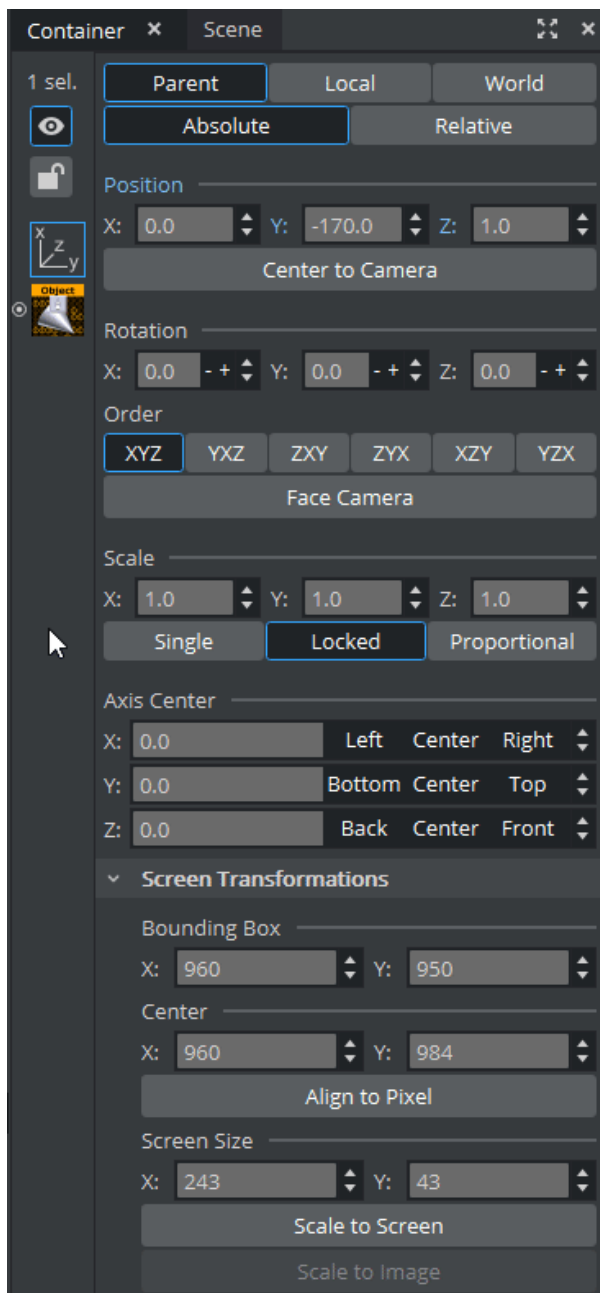 Container × Scene ×
1 sel.
Parent Local World
Absolute Relative
Position
X: 0.0 Y: -170.0 Z: 1.0
Center to Camera
x
z
y
Object
Rotation
X: 0.0 - + Y: 0.0 - + Z: 0.0 - +
Order
XYZ YXZ ZXY ZYX XZY YZX
Face Camera
Scale
X: 1.0 Y: 1.0 Z: 1.0
Single Locked Proportional
Axis Center
X: 0.0 Left Center Right
Y: 0.0 Bottom Center Top
Z: 0.0 Back Center Front
Screen Transformations
Bounding Box
X: 960 Y: 950
Center
X: 960 Y: 984
Align to Pixel
Screen Size
X: 243 Y: 43
Scale to Screen
Scale to Image